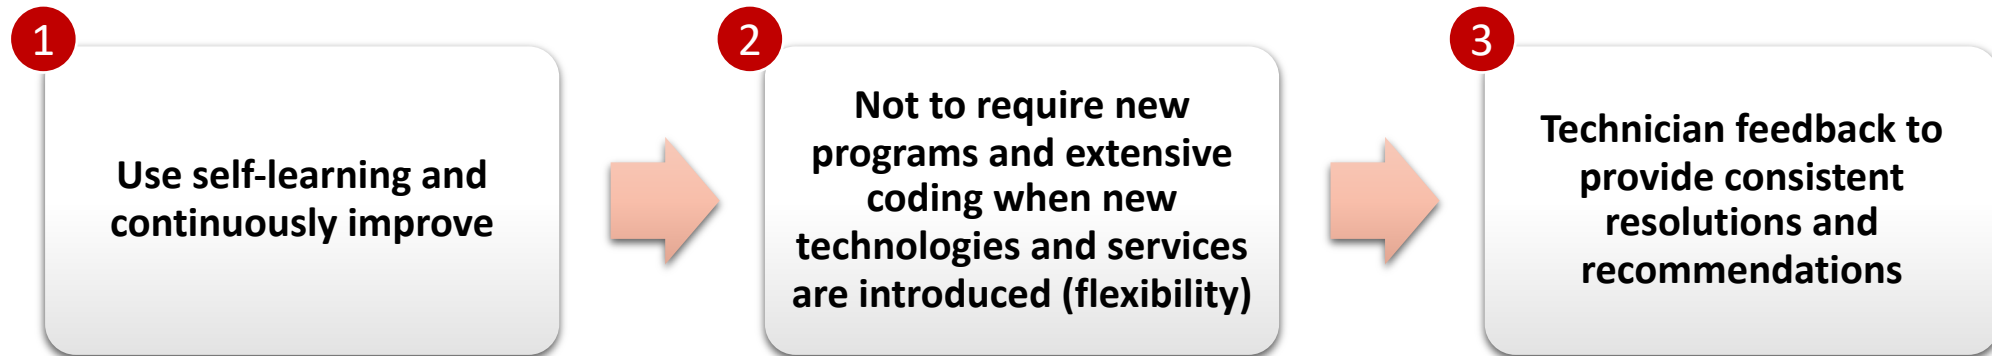 1
Use self-learning and
continuously improve
2
Not to require new
programs and extensive
coding when new
technologies and services
are introduced (flexibility)
3
Technician feedback to
provide consistent
resolutions and
recommendations